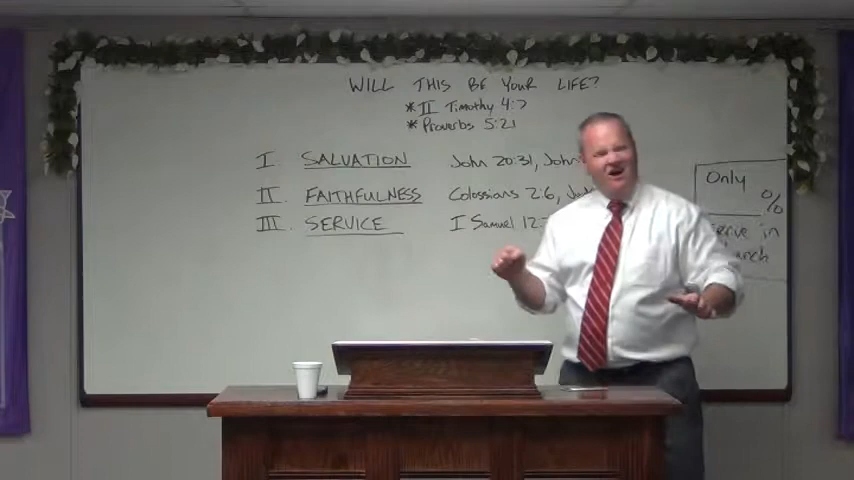 WILL THIS BE YOUR LIFE?
*II Timothy 4:7
*Proverbs 5:21
I. SALVATION John 20:31, John
II. FAITHFULNESS Colossians 2:6,
III. SERVICE I Samuel 12:
Only
%
in